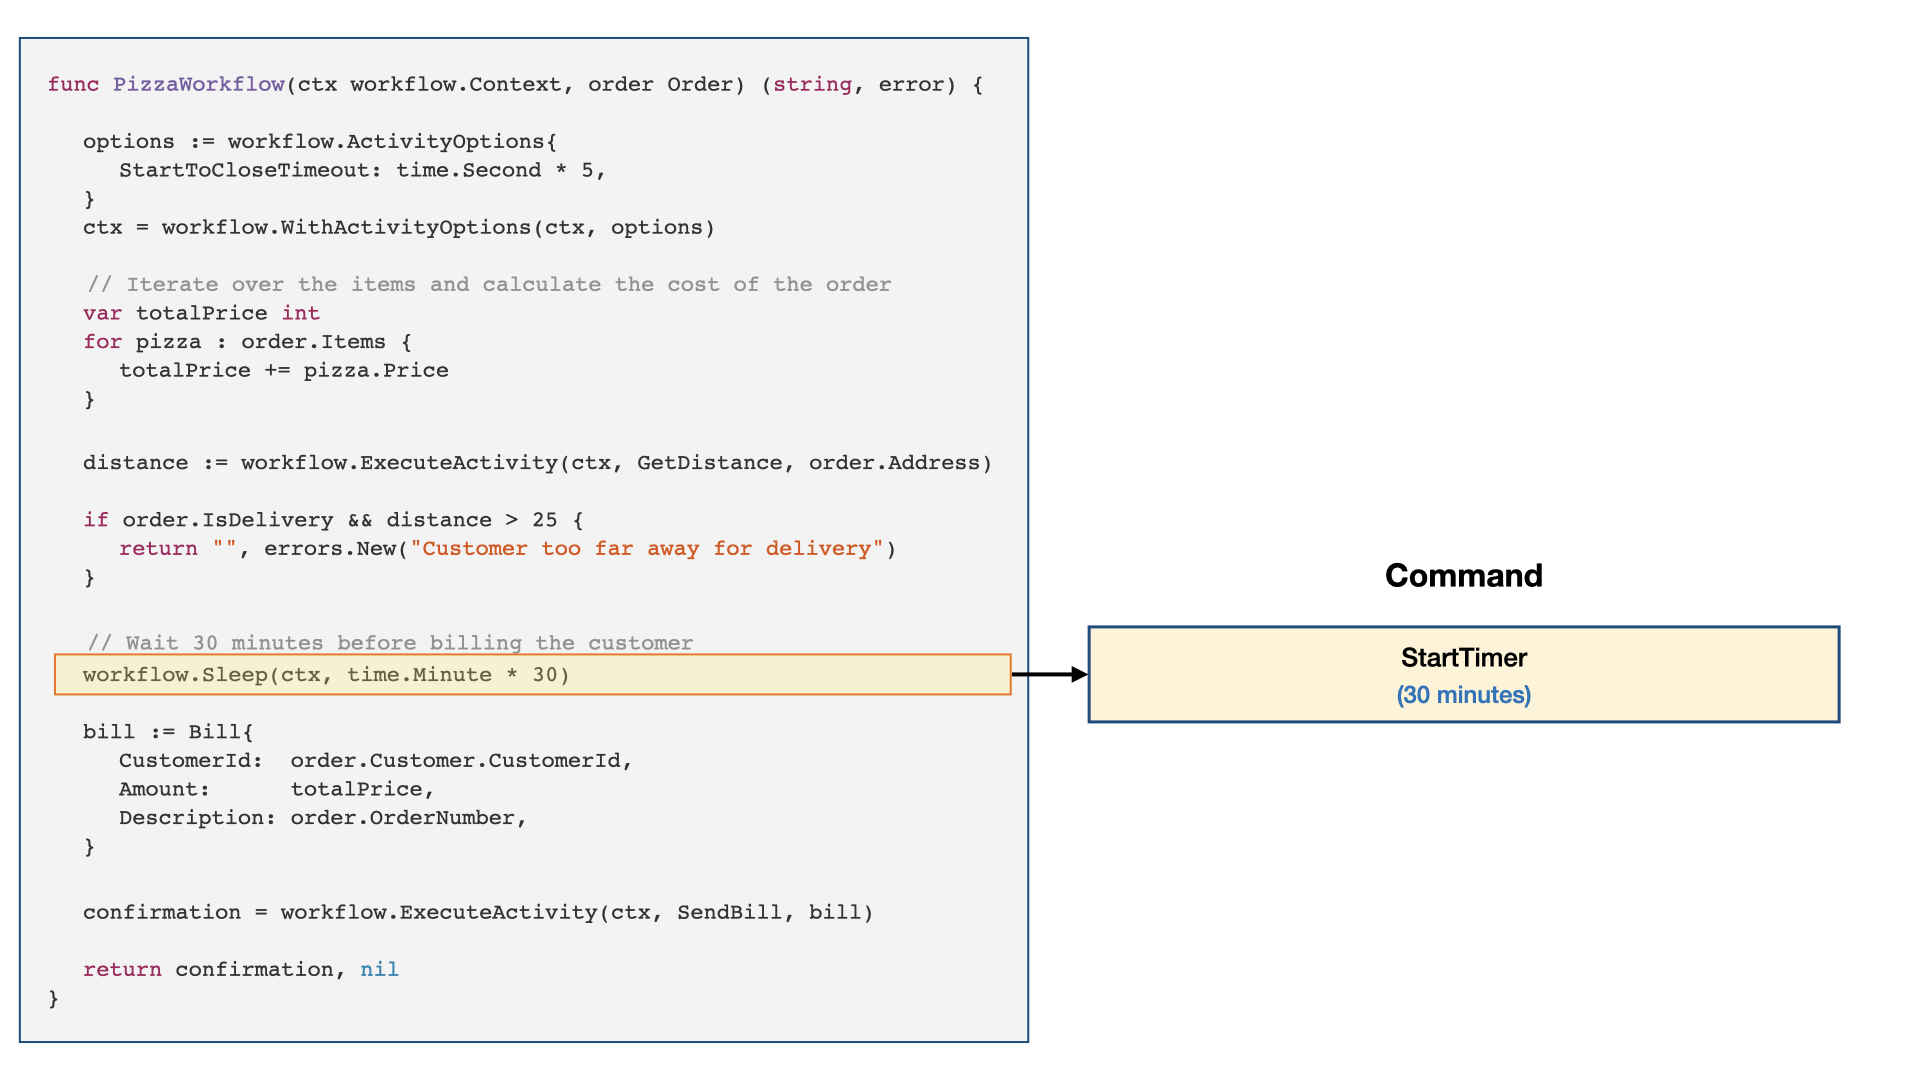 func PizzaWorkflow(ctx workflow.Context, order Order) (string, error) {
options := workflow.ActivityOptions{
StartToCloseTimeout: time.Second * 5,
}
ctx = workflow.WithActivityOptions(ctx, options)
// Iterate over the items and calculate the cost of the order
var totalPrice int
for pizza : order.Items {
totalPrice += pizza.Price
}
distance := workflow.ExecuteActivity(ctx, GetDistance, order.Address)
if order.IsDelivery && distance > 25 {
return "", errors.New("Customer too far away for delivery")
}
// Wait 30 minutes before billing the customer
workflow.Sleep(ctx, time.Minute * 30)
bill := Bill{
CustomerId:  order.Customer.CustomerId,
Amount:      totalPrice,
Description: order.OrderNumber,
}
confirmation = workflow.ExecuteActivity(ctx, SendBill, bill)
return confirmation, nil
}
Command
StartTimer
(30 minutes)